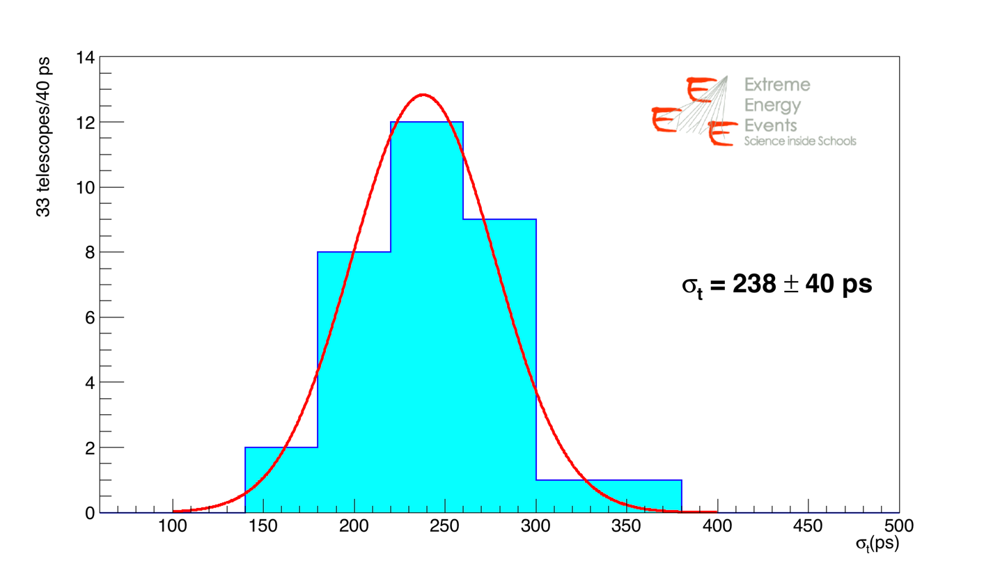 33 telescopes/40 ps
14
12
10
8
6
4
2
0
100 150 200 250 300 350 400 450 500
σt(ps)
EEE
Extreme
Energy
Events
Science inside Schools
σt = 238 ± 40 ps